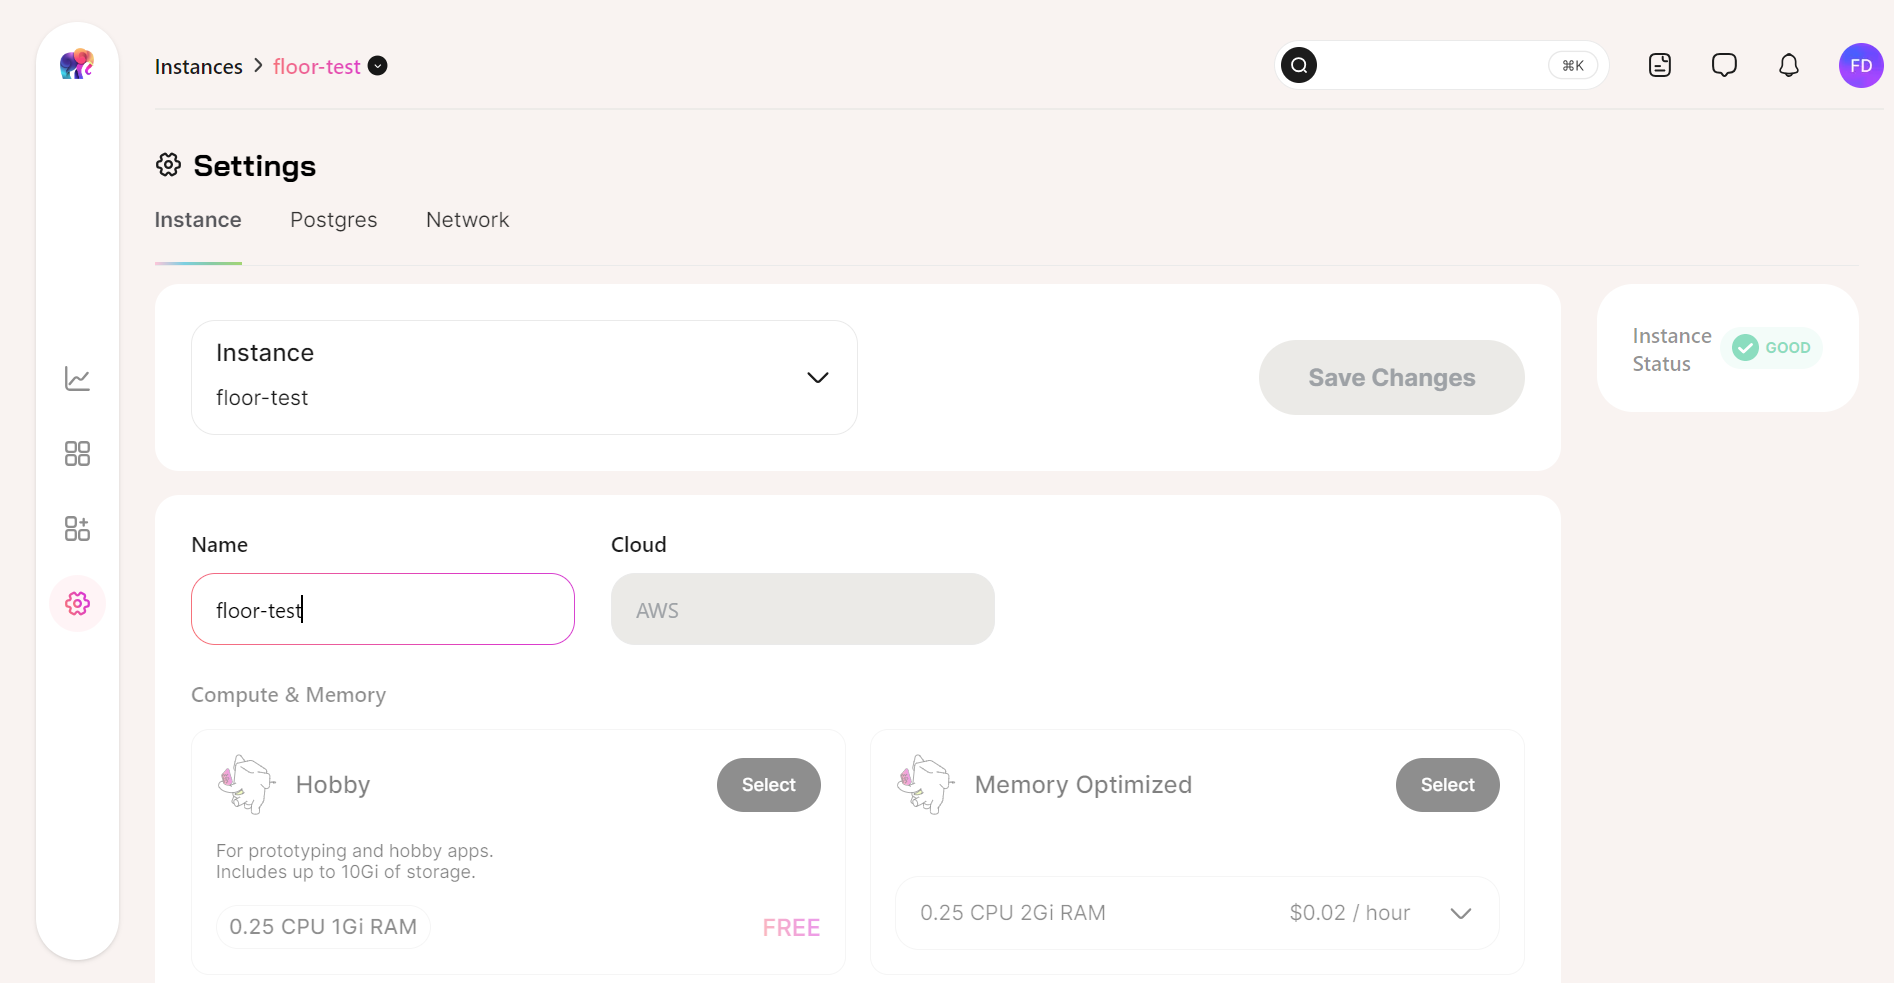 Instances > floor-test
⌘K
FD
Settings
Instance Postgres Network
Instance
floor-test
Save Changes
Instance
Status
GOOD
Name
floor-test
Cloud
AWS
Compute & Memory
Hobby
Select
For prototyping and hobby apps.
Includes up to 10Gi of storage.
0.25 CPU 1Gi RAM
FREE
Memory Optimized
Select
0.25 CPU 2Gi RAM
$0.02 / hour